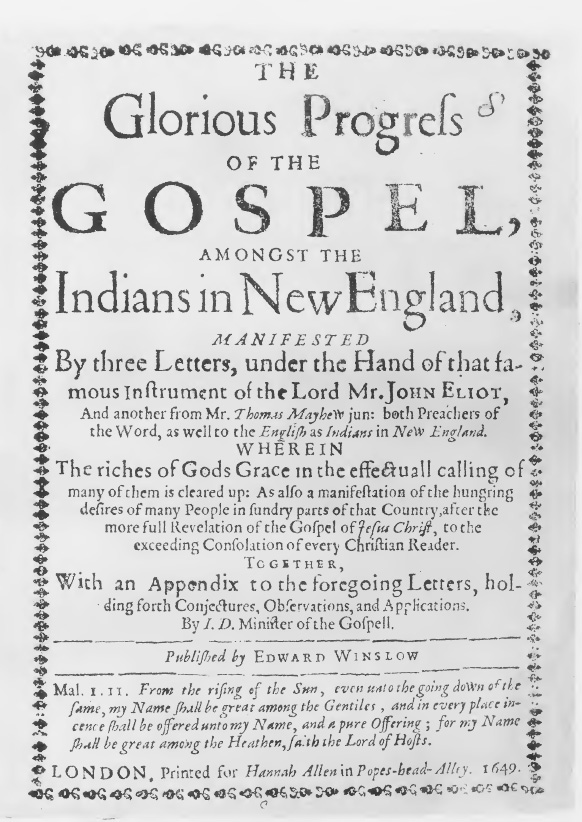 THE
Glorious Progreſs
OF THE
GOSPEL,
AMONGST THE
Indians in New England,
MANIFESTED
By three Letters, under the Hand of that fa-
mous Inſtrument of the Lord Mr. JOHN ELIOT,
And another from Mr. Thomas Mayhew jun: both Preachers of
the Word, as well to the Engliſh as Indians in New England.
WHEREIN
The riches of Gods Grace in the effectuall calling of
many of them is cleared up: As alſo a manifeſtation of the hungring
deſires of many People in ſundry parts of that Country, after the
more full Revelation of the Goſpel of Jeſus Chriſt, to the
exceeding Conſolation of every Chriſtian Reader.
TOGETHER,
With an Appendix to the foregoing Letters, hol-
ding forth Conjectures, Obſervations, and Applications.
By I. D. Miniſter of the Goſpell.
Publiſhed by EDWARD WINSLOW
Mal. 1. 11. From the riſing of the Sun, even unto the going down of the
ſame, my Name ſhall be great among the Gentiles, and in every place in-
cence ſhall be offered unto my Name, and a pure Offering; for my Name
ſhall be great among the Heathen, ſaith the Lord of Hoſts.
LONDON, Printed for Hannah Allen in Popes-head-Alley. 1649.